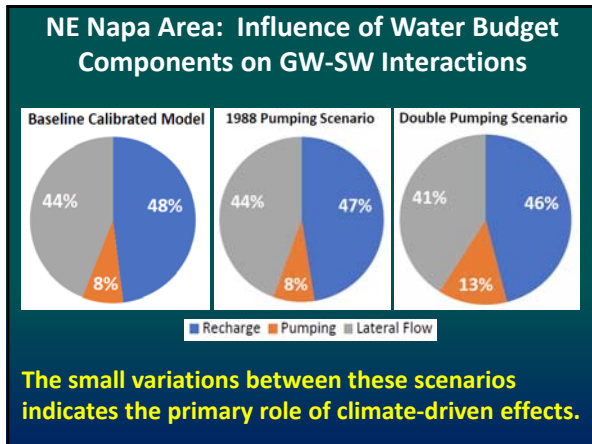 NE Napa Area: Influence of Water Budget
Components on GW-SW Interactions
Baseline Calibrated Model
1988 Pumping Scenario
Double Pumping Scenario
44%
48%
8%
44%
47%
8%
41%
46%
13%
Recharge Pumping Lateral Flow
The small variations between these scenarios
indicates the primary role of climate-driven effects.